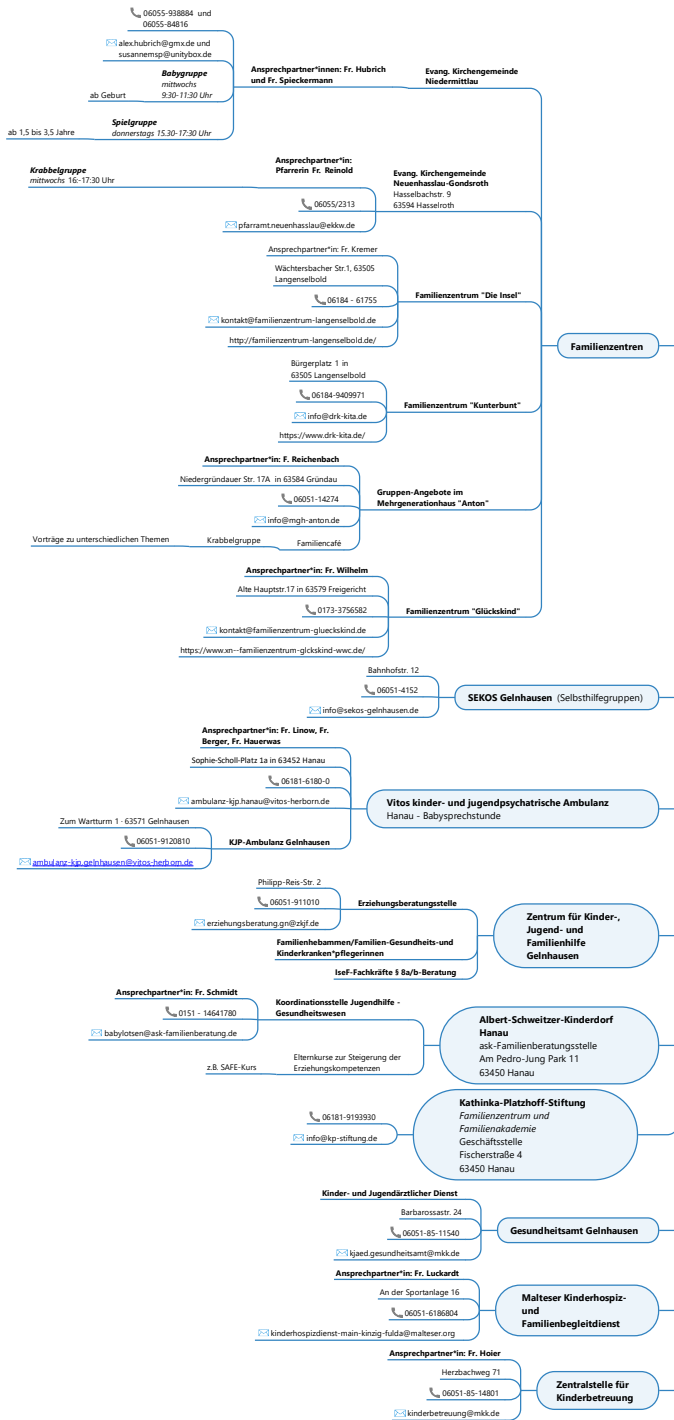 06055-938884 und
06055-84816
alex.hubrich@gmx.de und
susannemsp@unitybox.de
Babygruppe
mittwochs
9:30-11:30 Uhr
ab Geburt
Spielgruppe
donnerstags 15.30-17:30 Uhr
ab 1,5 bis 3,5 Jahre
Ansprechpartner*innen: Fr. Hubrich
und Fr. Spieckermann
Evang. Kirchengemeinde
Niedermittlau
Ansprechpartner*in:
Pfarrerin Fr. Reinold
Krabbelgruppe
mittwochs 16:-17:30 Uhr
06055/2313
pfarramt.neuenhasslau@ekkw.de
Evang. Kirchengemeinde
Neuenhasslau-Gondsroth
Hasselbachstr. 9
63594 Hasselroth
Ansprechpartner*in: Fr. Kremer
Wächtersbacher Str.1, 63505
Langenselbold
06184 - 61755
kontakt@familienzentrum-langenselbold.de
http://familienzentrum-langenselbold.de/
Familienzentrum "Die Insel"
Familienzentren
Bürgerplatz 1 in
63505 Langenselbold
06184-9409971
info@drk-kita.de
https://www.drk-kita.de/
Familienzentrum "Kunterbunt"
Ansprechpartner*in: F. Reichenbach
Niedergründauer Str. 17A in 63584 Gründau
06051-14274
info@mgh-anton.de
Vorträge zu unterschiedlichen Themen
Krabbelgruppe
Familiencafé
Gruppen-Angebote im
Mehrgenerationhaus "Anton"
Ansprechpartner*in: Fr. Wilhelm
Alte Hauptstr.17 in 63579 Freigericht
0173-3756582
kontakt@familienzentrum-glueckskind.de
https://www.xn--familienzentrum-glckskind-wwc.de/
Familienzentrum "Glückskind"
Bahnhofstr. 12
06051-4152
info@sekos-gelnhausen.de
SEKOS Gelnhausen (Selbsthilfegruppen)
Ansprechpartner*in: Fr. Linow, Fr.
Berger, Fr. Hauerwas
Sophie-Scholl-Platz 1a in 63452 Hanau
06181-6180-0
ambulanz-kjp.hanau@vitos-herborn.de
Zum Wartturm 1 · 63571 Gelnhausen
06051-9120810
ambulanz-kjp.gelnhausen@vitos-herborn.de
KJP-Ambulanz Gelnhausen
Vitos kinder- und jugendpsychatrische Ambulanz
Hanau - Babysprechstunde
Philipp-Reis-Str. 2
06051-911010
erziehungsberatung.gn@zkjf.de
Erziehungsberatungsstelle
Familienhebammen/Familien-Gesundheits-und
Kinderkranken*pflegerinnen
IseF-Fachkräfte § 8a/b-Beratung
Zentrum für Kinder-,
Jugend- und
Familienhilfe
Gelnhausen
Ansprechpartner*in: Fr. Schmidt
0151 - 14641780
babylotsen@ask-familienberatung.de
Koordinationsstelle Jugendhilfe -
Gesundheitswesen
z.B. SAFE-Kurs
Elternkurse zur Steigerung der
Erziehungskompetenzen
Albert-Schweitzer-Kinderdorf
Hanau
ask-Familienberatungsstelle
Am Pedro-Jung Park 11
63450 Hanau
06181-9193930
info@kp-stiftung.de
Kathinka-Platzhoff-Stiftung
Familienzentrum und
Familienakademie
Geschäftsstelle
Fischerstraße 4
63450 Hanau
Kinder- und Jugendärztlicher Dienst
Barbarossastr. 24
06051-85-11540
kjaed.gesundheitsamt@mkk.de
Gesundheitsamt Gelnhausen
Ansprechpartner*in: Fr. Luckardt
An der Sportanlage 16
06051-6186804
kinderhospizdienst-main-kinzig-fulda@malteser.org
Malteser Kinderhospiz-
und
Familienbegleitdienst
Ansprechpartner*in: Fr. Hoier
Herzbachweg 71
06051-85-14801
kinderbetreuung@mkk.de
Zentralstelle für
Kinderbetreuung